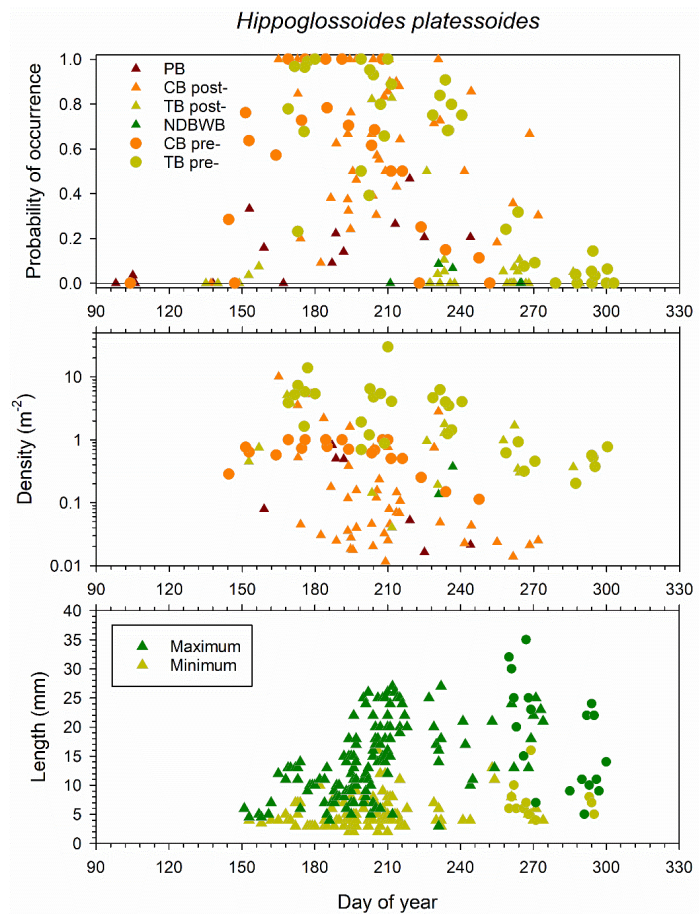 Hippoglossoides platessoides
Probability of occurrence
1.0
0.8
0.6
0.4
0.2
0.0
PB
CB post-
TB post-
NDBWB
CB pre-
TB pre-
90 120 150 180 210 240 270 300 330
Density (m-2)
10
1
0.1
0.01
90 120 150 180 210 240 270 300 330
Length (mm)
40
35
30
25
20
15
10
5
0
Maximum
Minimum
90 120 150 180 210 240 270 300 330
Day of year